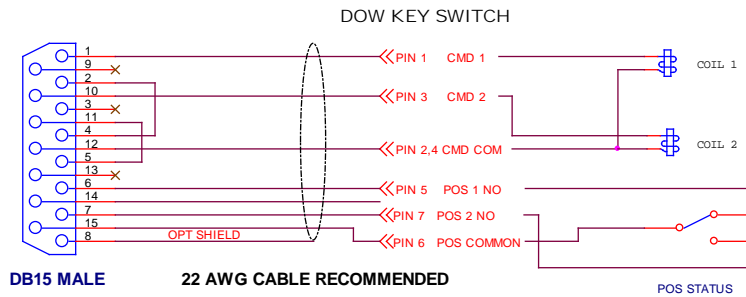 DOW KEY SWITCH
1
9
2
10
3
11
4
12
5
13
6
14
7
15
8
PIN 1 CMD 1
PIN 3 CMD 2
PIN 2,4 CMD COM
PIN 5 POS 1 NO
PIN 7 POS 2 NO
PIN 6 POS COMMON
COIL 1
COIL 2
OPT SHIELD
DB15 MALE
22 AWG CABLE RECOMMENDED
POS STATUS